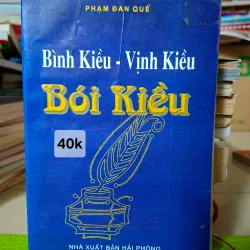 PHẠM ĐAN QUẾ
Bình Kiều - Vịnh Kiều
Bói Kiều
40k
NHÀ XUẤT BẢN HẢI PHÒNG